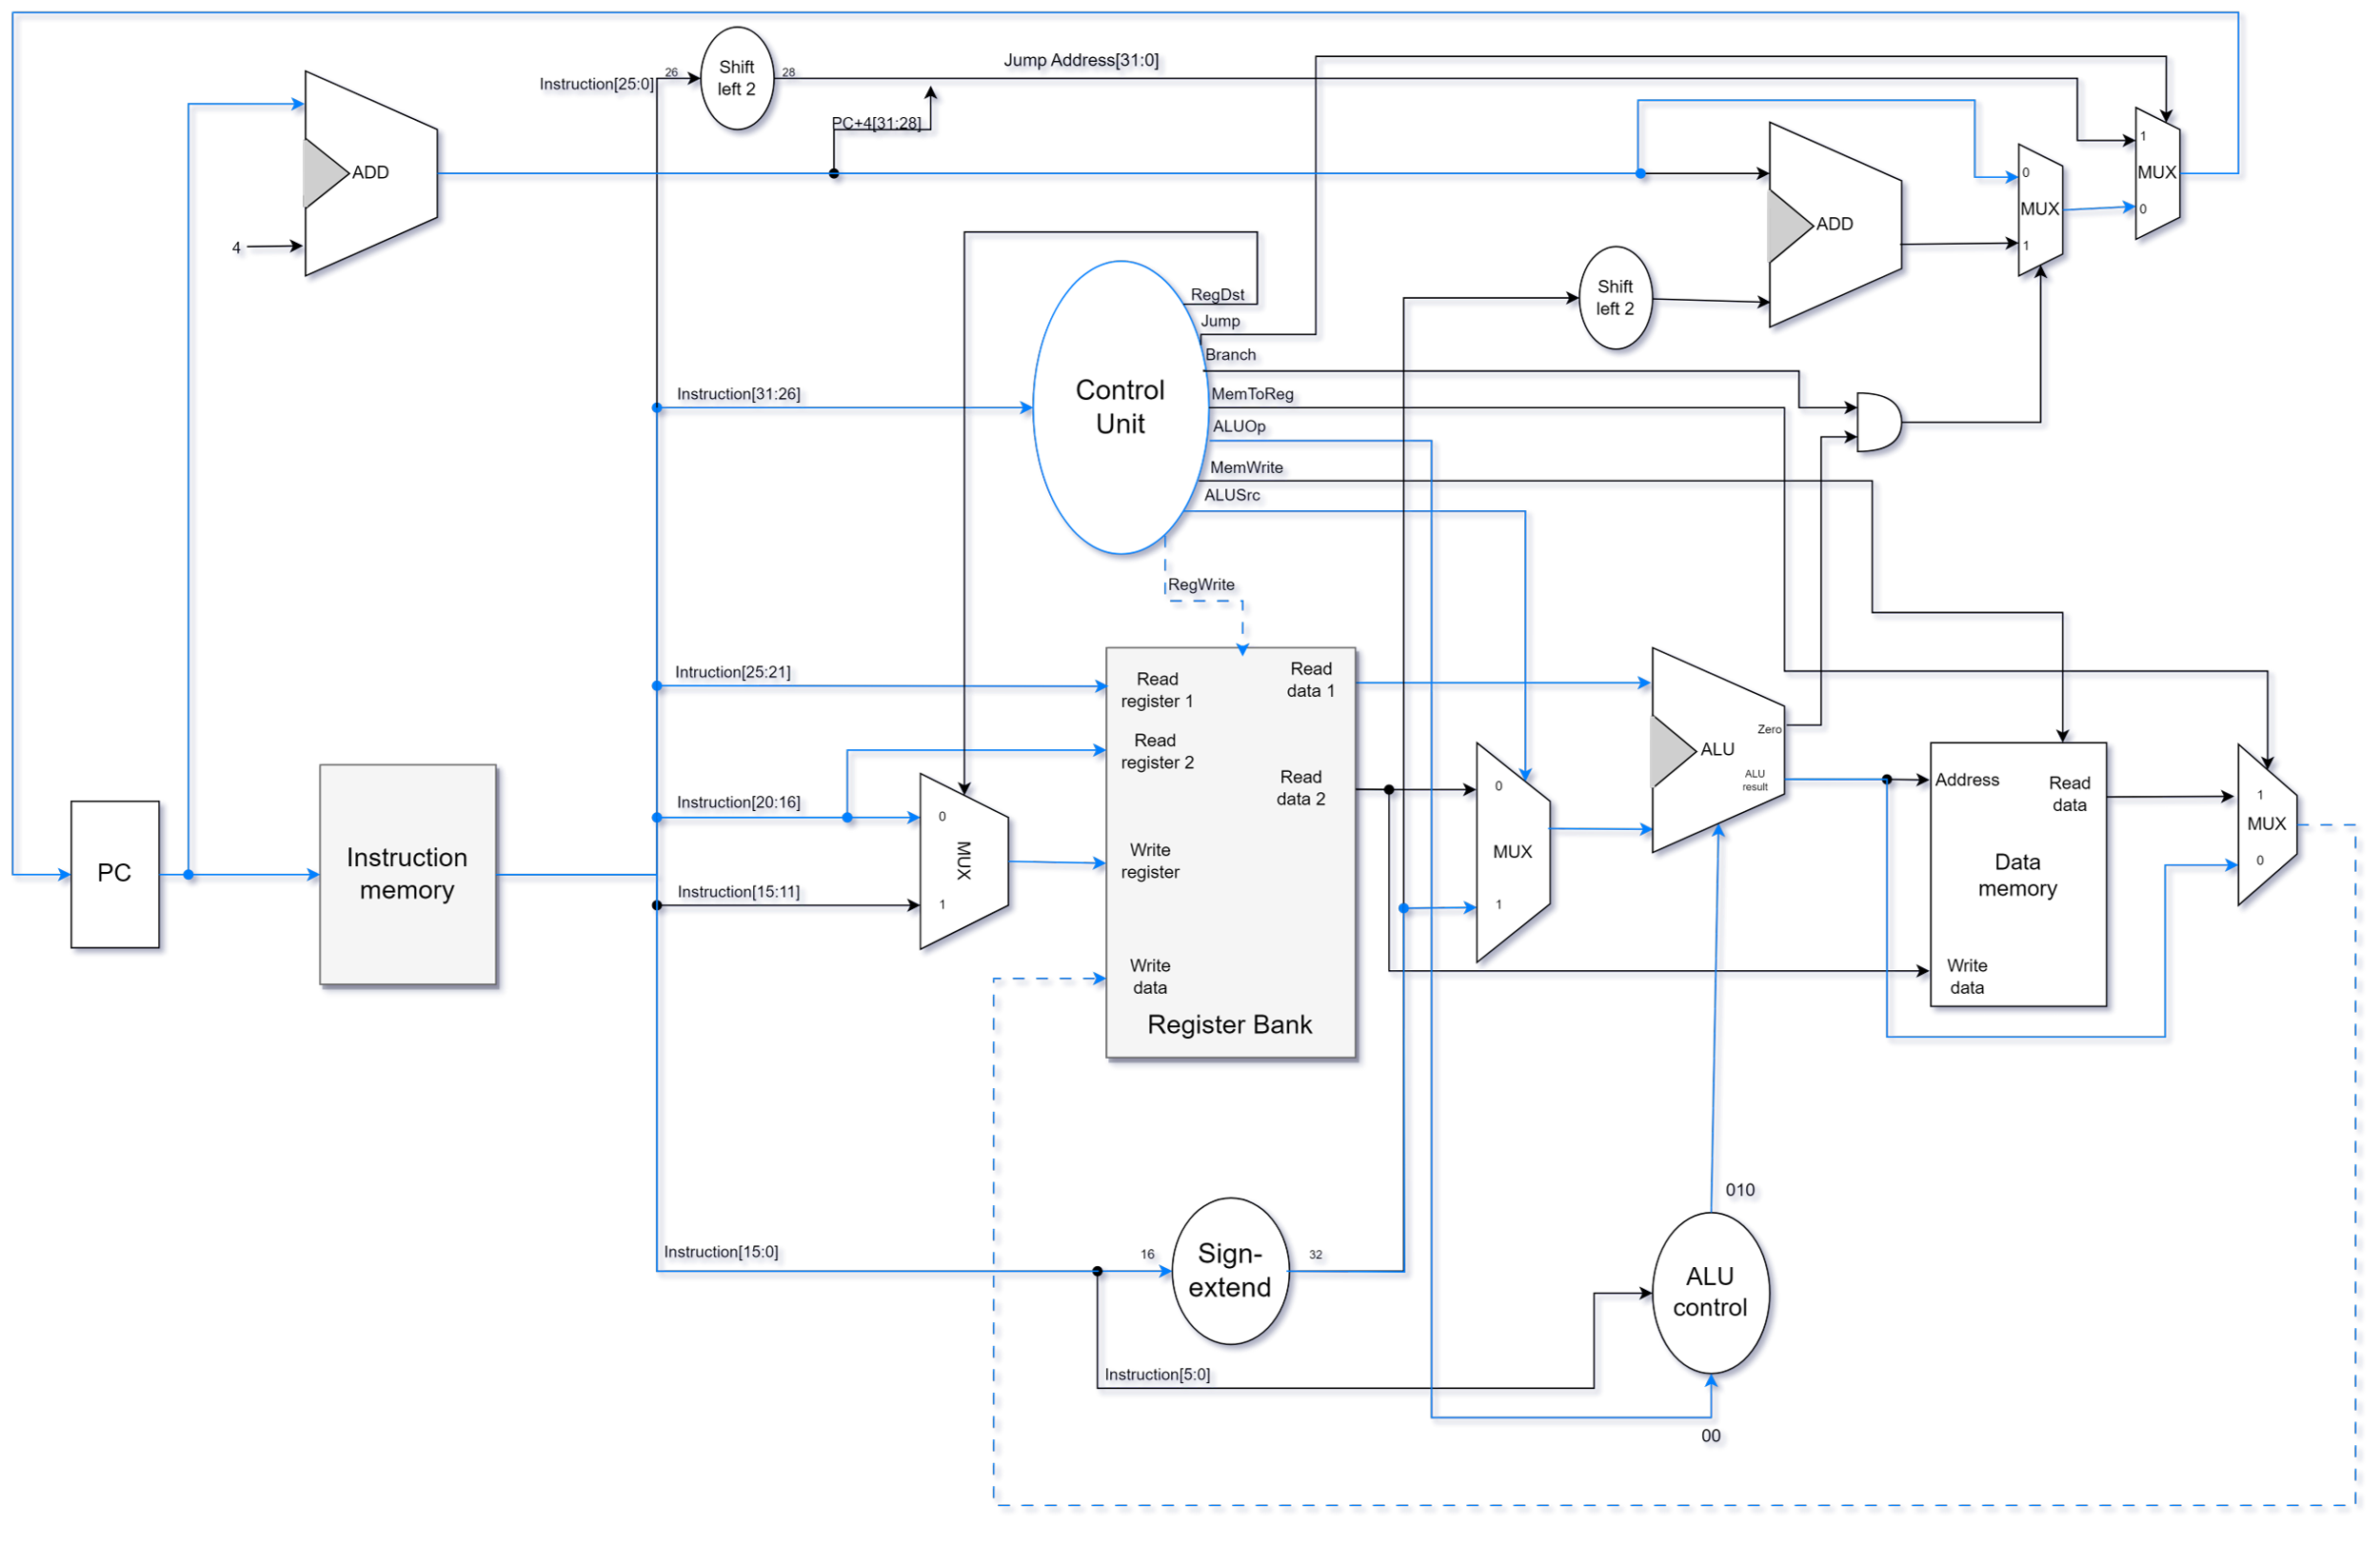 Jump Address[31:0]
Instruction[25:0]
26
Shift
left 2
28
PC+4[31:28]
ADD
4
1
MUX
0
0
MUX
1
ADD
Shift
left 2
RegDst
Jump
Branch
MemToReg
ALUOp
MemWrite
ALUSrc
RegWrite
Control
Unit
Instruction[31:26]
Intruction[25:21]
Instruction[20:16]
Instruction[15:11]
0
MUX
1
PC
Instruction
memory
Read
register 1
Read
register 2
Write
register
Write
data
Read
data 1
Read
data 2
Register Bank
0
MUX
1
ALU
Zero
ALU
result
Address
Read
data
Data
memory
Write
data
1
MUX
0
Instruction[15:0]
16
Sign-
extend
32
Instruction[5:0]
010
ALU
control
00